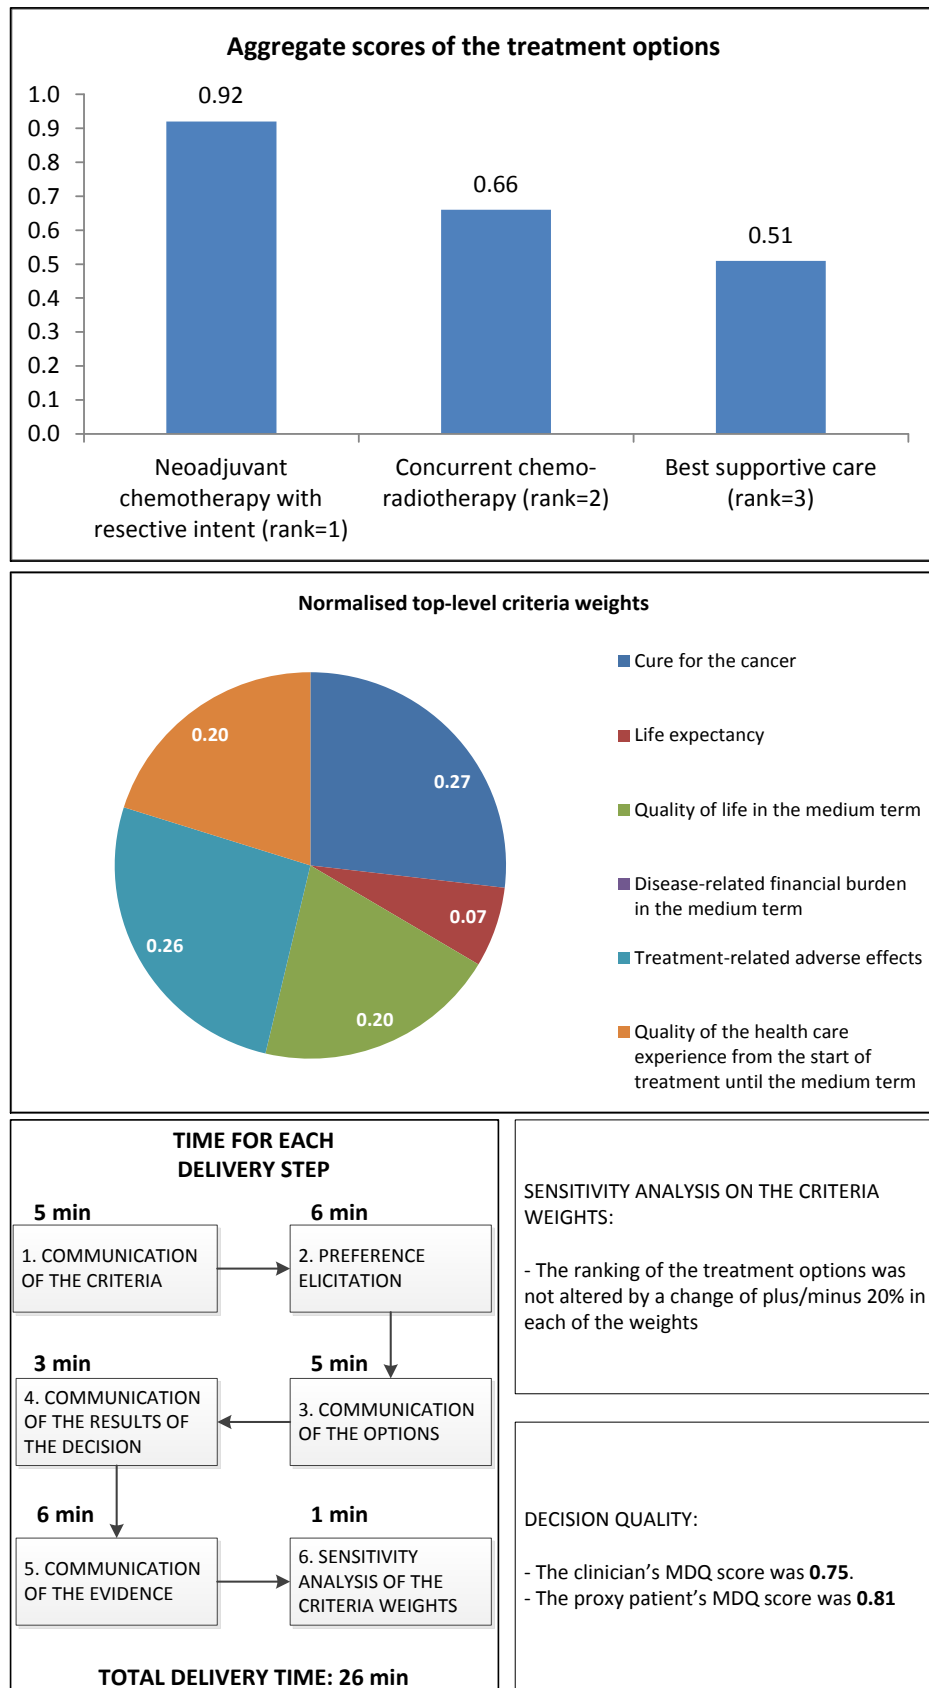 Aggregate scores of the treatment options
1.0
0.9
0.8
0.7
0.6
0.5
0.4
0.3
0.2
0.1
0.0
0.92
0.66
0.51
Neoadjuvant
chemotherapy with
resective intent (rank=1)
Concurrent chemo-
radiotherapy (rank=2)
Best supportive care
(rank=3)
Normalised top-level criteria weights
0.20
0.27
0.07
0.26
0.20
Cure for the cancer
Life expectancy
Quality of life in the medium term
Disease-related financial burden
in the medium term
Treatment-related adverse effects
Quality of the health care
experience from the start of
treatment until the medium term
TIME FOR EACH
DELIVERY STEP
5 min
1. COMMUNICATION
OF THE CRITERIA
6 min
2. PREFERENCE
ELICITATION
5 min
3. COMMUNICATION
OF THE OPTIONS
3 min
4. COMMUNICATION
OF THE RESULTS OF
THE DECISION
6 min
5. COMMUNICATION
OF THE EVIDENCE
1 min
6. SENSITIVITY
ANALYSIS OF THE
CRITERIA WEIGHTS
TOTAL DELIVERY TIME: 26 min
SENSITIVITY ANALYSIS ON THE CRITERIA
WEIGHTS:
- The ranking of the treatment options was
not altered by a change of plus/minus 20% in
each of the weights
DECISION QUALITY:
- The clinician’s MDQ score was 0.75.
- The proxy patient’s MDQ score was 0.81